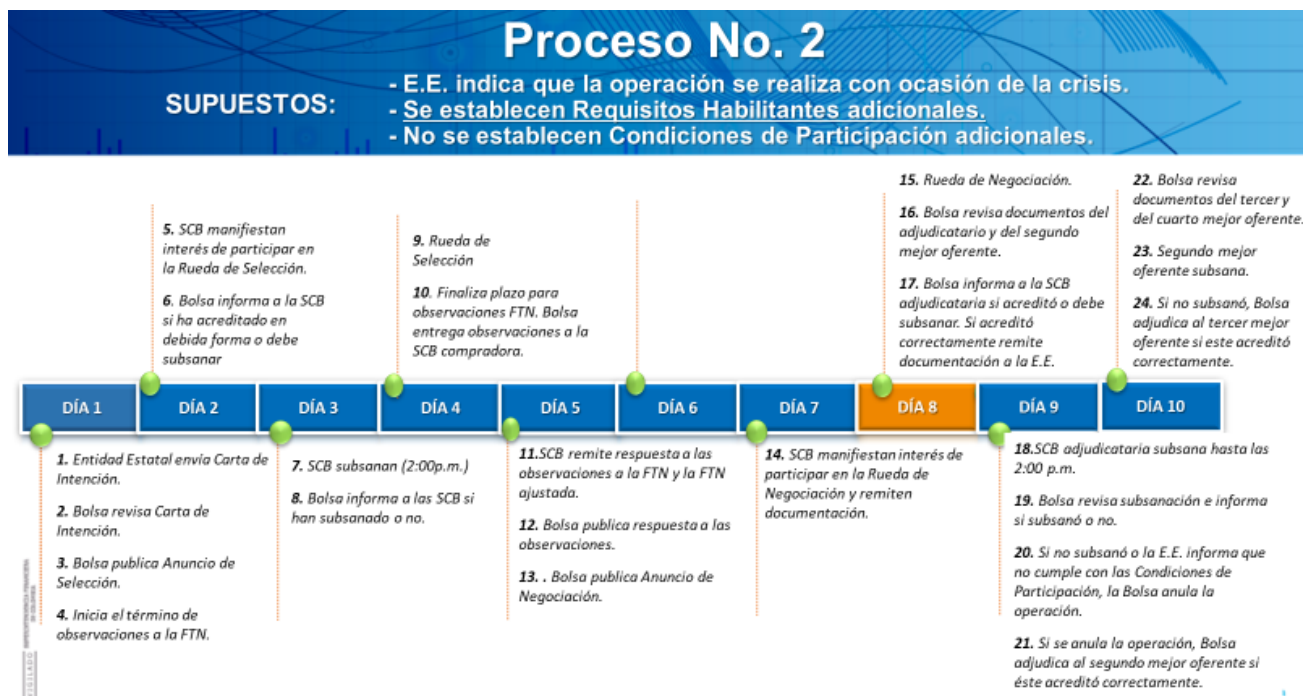 Proceso No. 2
SUPUESTOS:
- E.E. indica que la operación se realiza con ocasión de la crisis.
- Se establecen Requisitos Habilitantes adicionales.
- No se establecen Condiciones de Participación adicionales.
5. SCB manifiestan
interés de participar en
la Rueda de Selección.
6. Bolsa informa a la SCB
si ha acreditado en
debida forma o debe
subsanar
9. Rueda de
Selección
10. Finaliza plazo para
observaciones FTN. Bolsa
entrega observaciones a la
SCB compradora.
15. Rueda de Negociación.
16. Bolsa revisa documentos del
adjudicatario y del segundo
mejor oferente.
17. Bolsa informa a la SCB
adjudicataria si acreditó o debe
subsanar. Si acreditó
correctamente remite
documentación a la E.E.
22. Bolsa revisa
documentos del tercer y
del cuarto mejor oferente.
23. Segundo mejor
oferente subsana.
24. Si no subsanó, Bolsa
adjudica al tercer mejor
oferente si este acreditó
correctamente.
DÍA 1
DÍA 2
DÍA 3
DÍA 4
DÍA 5
DÍA 6
DÍA 7
DÍA 8
DÍA 9
DÍA 10
1. Entidad Estatal envía Carta de
Intención.
2. Bolsa revisa Carta de
Intención.
3. Bolsa publica Anuncio de
Selección.
4. Inicia el término de
observaciones a la FTN.
7. SCB subsanan (2:00p.m.)
8. Bolsa informa a las SCB si
han subsanado o no.
11.SCB remite respuesta a las
observaciones a la FTN y la FTN
ajustada.
12. Bolsa publica respuesta a las
observaciones.
13. . Bolsa publica Anuncio de
Negociación.
14. SCB manifiestan interés de
participar en la Rueda de
Negociación y remiten
documentación.
18.SCB adjudicataria subsana hasta las
2:00 p.m.
19. Bolsa revisa subsanación e informa
si subsanó o no.
20. Si no subsanó o la E.E. informa que
no cumple con las Condiciones de
Participación, la Bolsa anula la
operación.
21. Si se anula la operación, Bolsa
adjudica al segundo mejor oferente si
éste acreditó correctamente.
VIGILADO
SUPERINTENDENCIA FINANCIERA
DE COLOMBIA